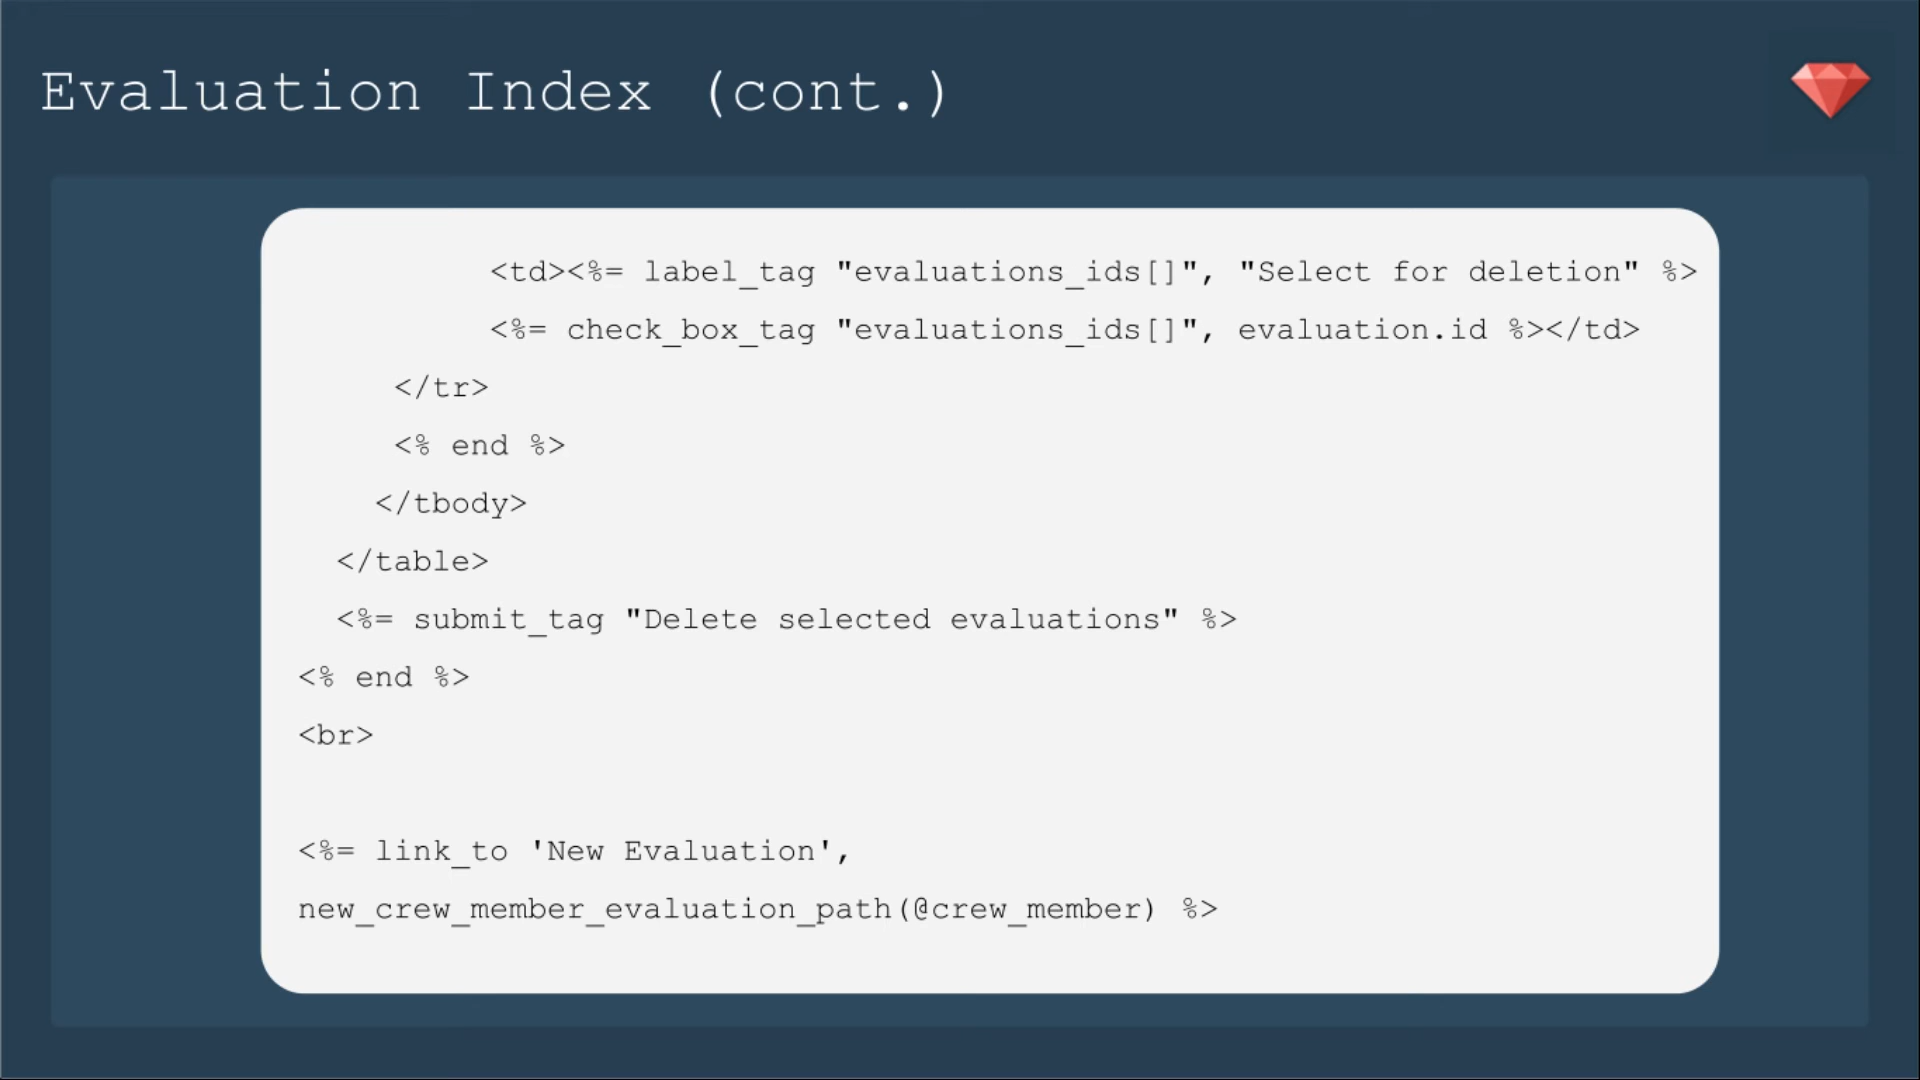 Evaluation Index (cont.)
<td><%= label_tag "evaluations_ids[]", "Select for deletion" %>
<%= check_box_tag "evaluations_ids[]", evaluation.id %></td>
</tr>
<% end %>
</tbody>
</table>
<%= submit_tag "Delete selected evaluations" %>
<% end %>
<br>
<%= link_to 'New Evaluation',
new_crew_member_evaluation_path(@crew_member) %>